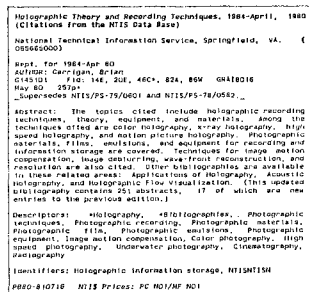 Holographic Theory and Recording Techniques, 1964-April, 1980
(Citations from the NTIS Data Base)
National Technical Information Service, Springfield, VA. (
055665000)
Rept. for 1964-Apr 80
AUTHOR: Carrigan, Brian
G1451D1 Fld: 14E, 20E, 46C*, 82A, 86W GRAI8016
May 80 257p*
Supersedes NTIS/PS-79/0601 and NTIS/PS-78/0562.
Abstract: The topics cited include holographic recording
techniques, theory, equipment, and materials. Among the
techniques cited are color holography, x-ray holography, high
speed holography, and motion picture holography. Photographic
materials, films, emulsions, and equipment for recording and
information storage are covered. Techniques for image motion
compensation, image deblurring, wave-front reconstruction, and
resolution are also cited. Other bibliographies are available
in these related areas: Applications of Holography, Acoustic
Holography, and Holographic Flow Visualization. (This updated
bibliography contains 251 abstracts, 17 of which are new
entries to the previous edition.)
Descriptors: *Holography, *Bibliographies, Photographic
techniques, Photographic recording, Photographic materials,
Photographic film, Photographic emulsions, Photographic
equipment, Image motion compensation, Color photography, High
speed photography, Underwater photography, Cinematography,
Radiography
Identifiers: Holographic information storage, NTISNTISN
PB80-810716 NTIS Prices: PC N01/MF N01